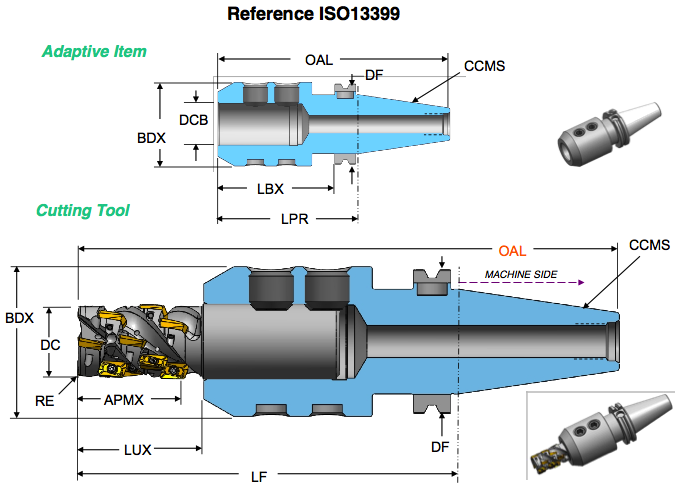 Reference ISO13399
Adaptive Item
OAL
DF
CCMS
DCB
BDX
LBX
LPR
Cutting Tool
OAL
CCMS
MACHINE SIDE
BDX
DC
RE
APMX
LUX
DF
LF